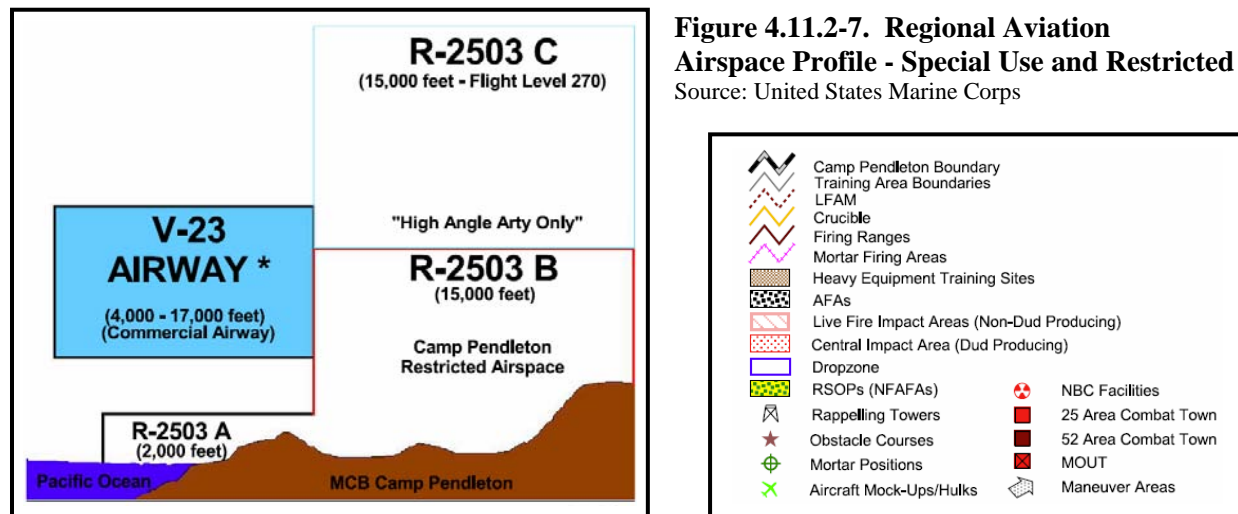 R-2503 C
(15,000 feet - Flight Level 270)
"High Angle Arty Only"
V-23
AIRWAY *
(4,000 - 17,000 feet)
(Commercial Airway)
R-2503 B
(15,000 feet)
Camp Pendleton
Restricted Airspace
R-2503 A
(2,000 feet)
Pacific Ocean
MCB Camp Pendleton
Figure 4.11.2-7. Regional Aviation
Airspace Profile - Special Use and Restricted
Source: United States Marine Corps
Camp Pendleton Boundary
Training Area Boundaries
LFAM
Crucible
Firing Ranges
Mortar Firing Areas
Heavy Equipment Training Sites
AFAs
Live Fire Impact Areas (Non-Dud Producing)
Central Impact Area (Dud Producing)
Dropzone
RSOPs (NFAFAs)
Rappelling Towers
Obstacle Courses
Mortar Positions
Aircraft Mock-Ups/Hulks
NBC Facilities
25 Area Combat Town
52 Area Combat Town
MOUT
Maneuver Areas